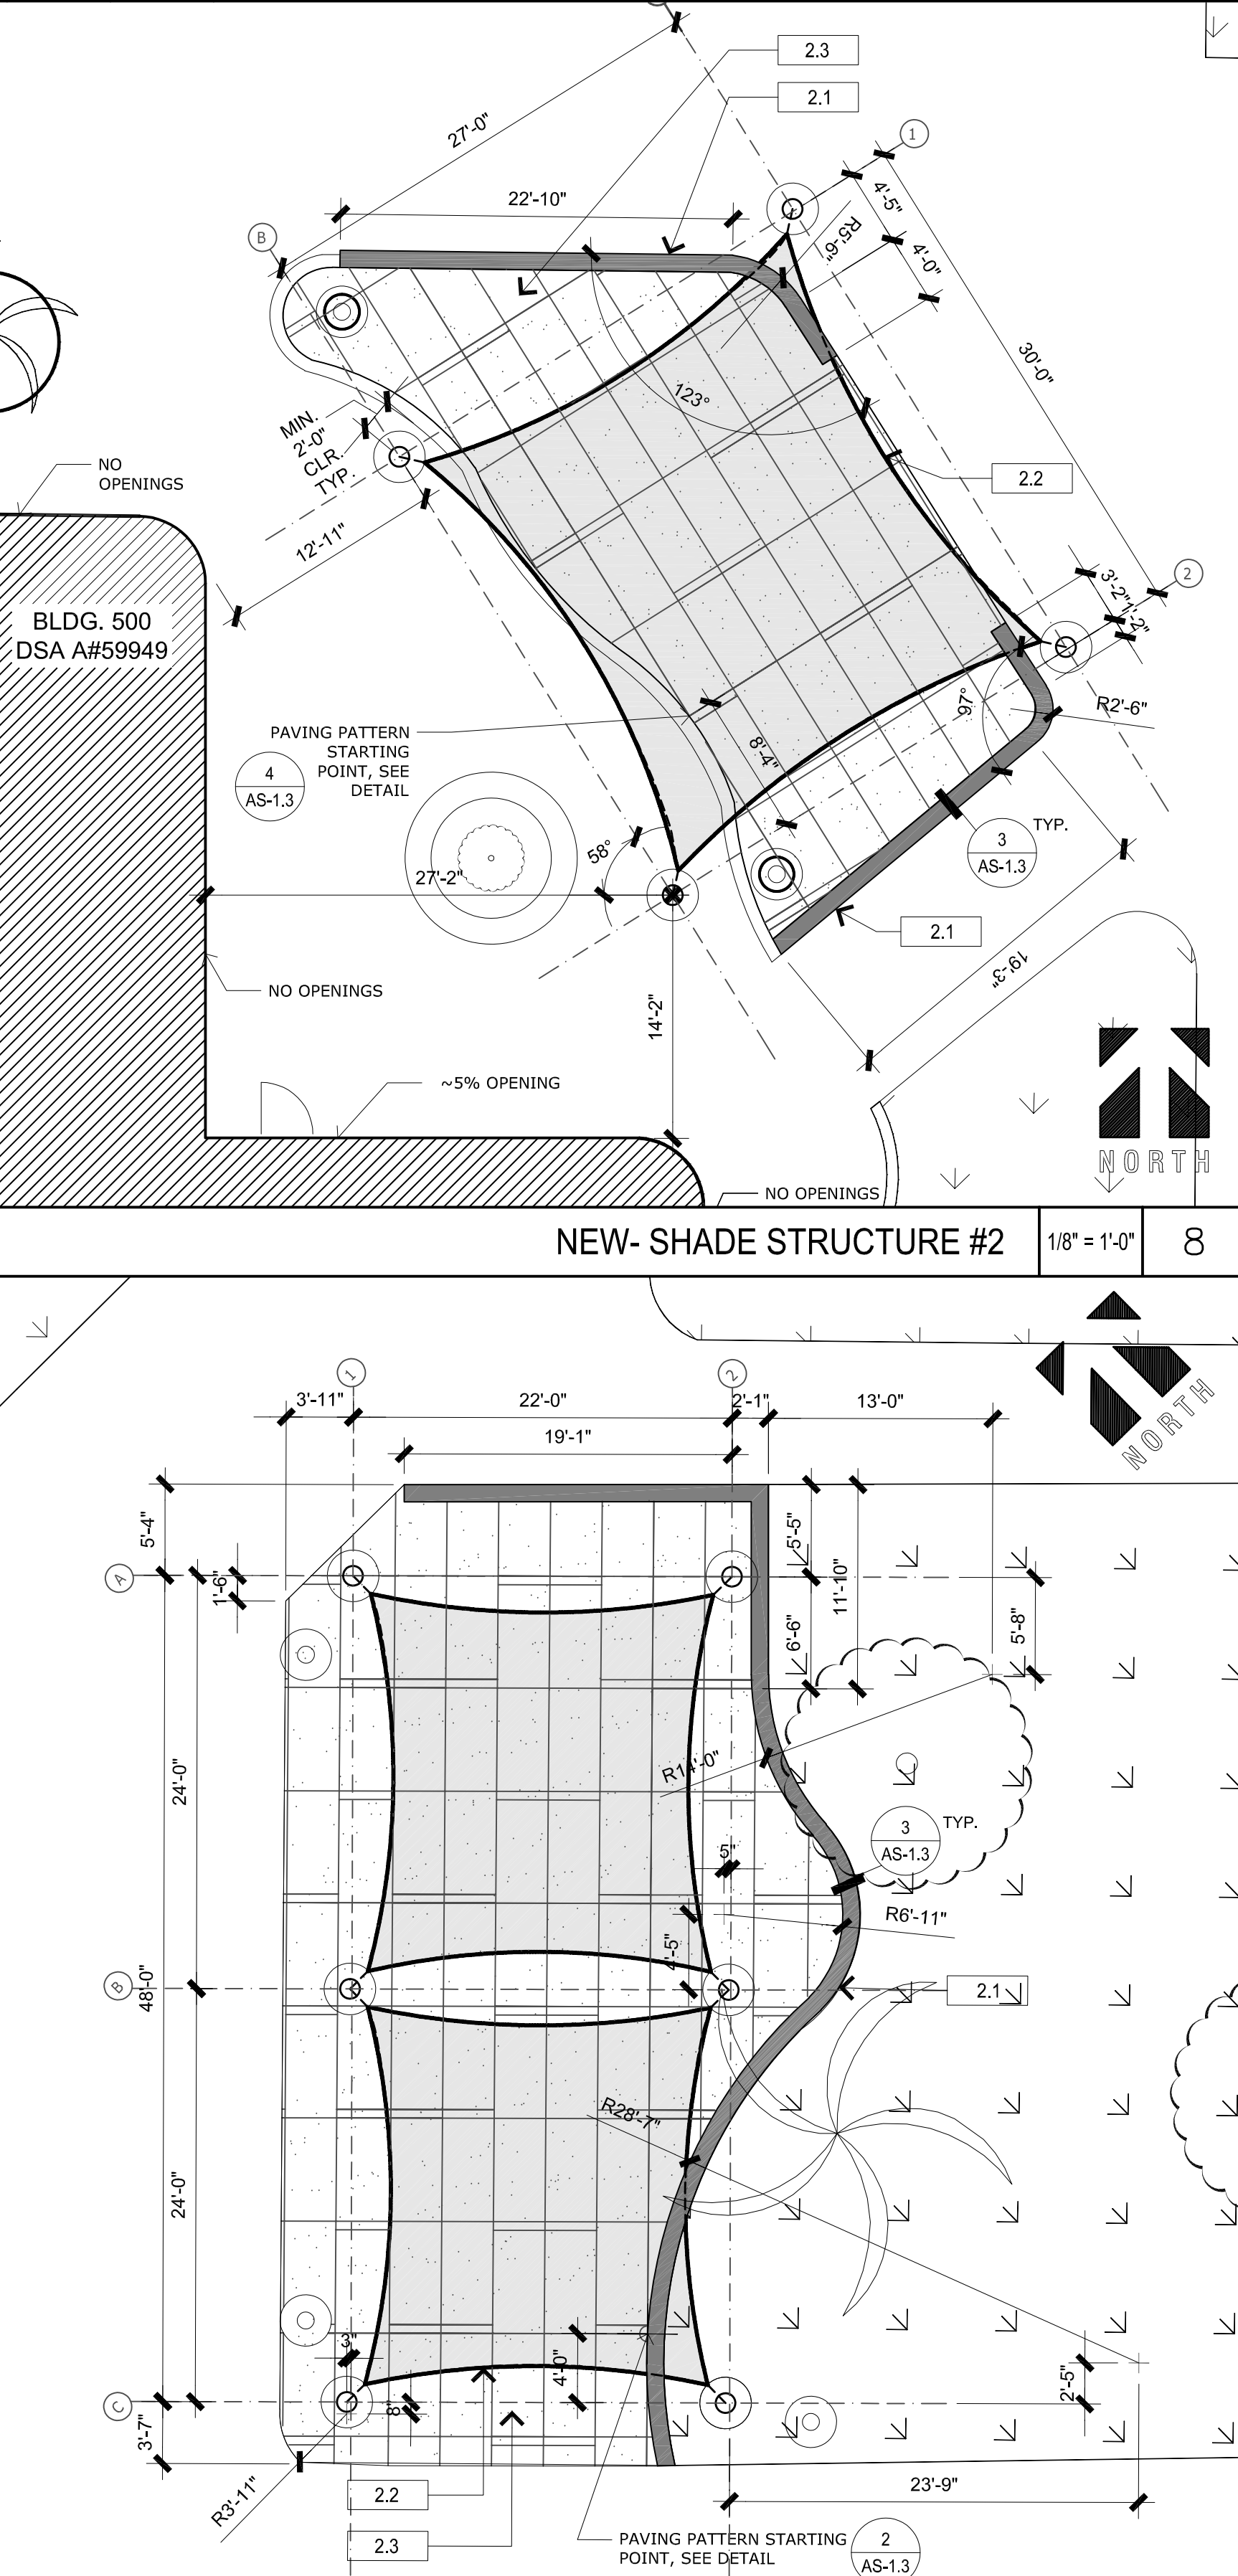 2.3
2.1
27'-0"
1
4'-5"
22'-10"
R5'-6"
4'-0"
B
30'-0"
123°
MIN.
2'-0"
CLR.
TYP.
NO
OPENINGS
2.2
12'-11"
2
3'-2"
1'-2"
BLDG. 500
DSA A#59949
97°
R2'-6"
PAVING PATTERN
STARTING
POINT, SEE
DETAIL
4
AS-1.3
8'-4"
3
AS-1.3
TYP.
58°
27'-2"
2.1
19'-3"
NO OPENINGS
14'-2"
~5% OPENING
NORTH
NO OPENINGS
NEW- SHADE STRUCTURE #2
1/8" = 1'-0"
8
NORTH
1
2
3'-11"
22'-0"
2'-1"
13'-0"
19'-1"
5'-4"
5'-5"
A
1'-6"
11'-10"
6'-6"
5'-8"
R14'-0"
24'-0"
3
AS-1.3
TYP.
5"
R6'-11"
4'-5"
B
48'-0"
2.1
R28'-7"
24'-0"
3"
4'-0"
2'-5"
C
8"
3'-7"
R3'-11"
2.2
23'-9"
2.3
PAVING PATTERN STARTING
POINT, SEE DETAIL
2
AS-1.3